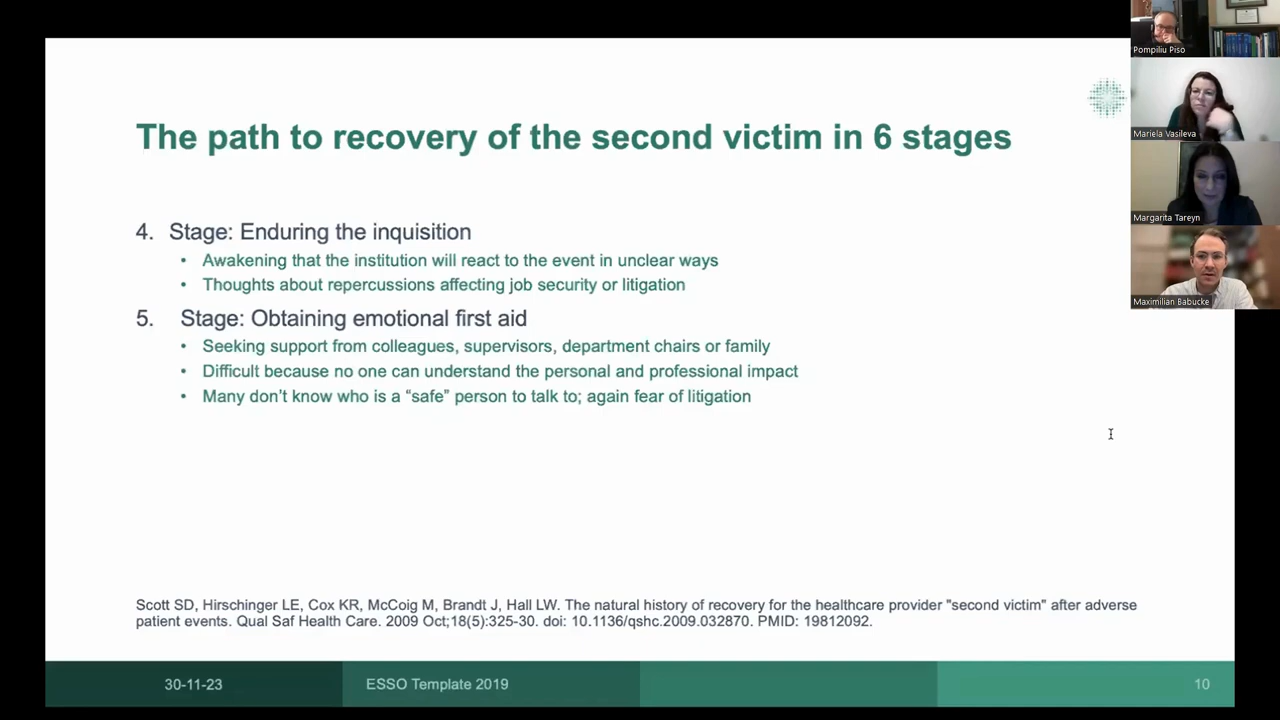 The path to recovery of the second victim in 6 stages
4. Stage: Enduring the inquisition
• Awakening that the institution will react to the event in unclear ways
• Thoughts about repercussions affecting job security or litigation
5. Stage: Obtaining emotional first aid
• Seeking support from colleagues, supervisors, department chairs or family
• Difficult because no one can understand the personal and professional impact
• Many don't know who is a “safe” person to talk to; again fear of litigation
Scott SD, Hirschinger LE, Cox KR, McCoig M, Brandt J, Hall LW. The natural history of recovery for the healthcare provider "second victim" after adverse
patient events. Qual Saf Health Care. 2009 Oct;18(5):325-30. doi: 10.1136/qshc.2009.032870. PMID: 19812092.
30-11-23
ESSO Template 2019
10
Pompiliu Piso
Mariela Vasileva
Margarita Tareyn
Maximilian Babucke